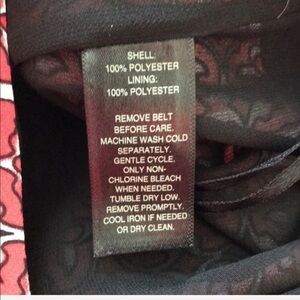 SHELL:
100% POLYESTER
LINING:
100% POLYESTER
REMOVE BELT
BEFORE CARE.
MACHINE WASH COLD
SEPARATELY.
GENTLE CYCLE.
ONLY NON-
CHLORINE BLEACH
WHEN NEEDED.
TUMBLE DRY LOW.
REMOVE PROMPTLY.
COOL IRON IF NEEDED
OR DRY CLEAN.